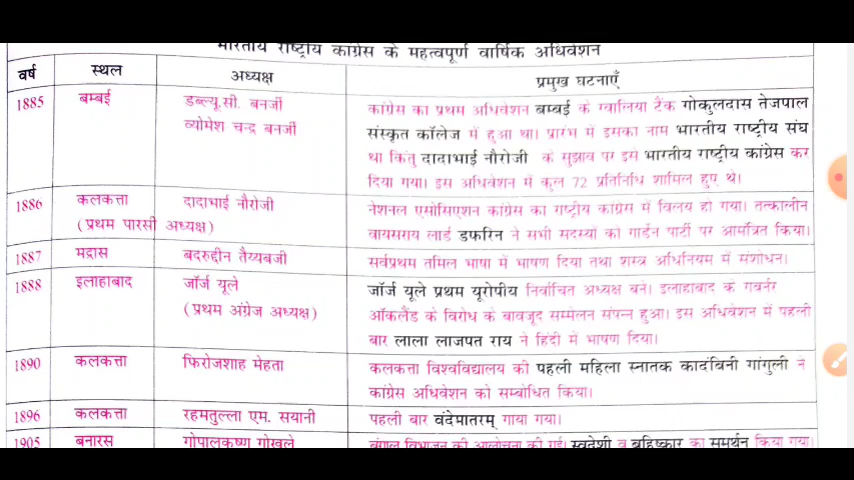 भारतीय राष्ट्रीय कांग्रेस के महत्वपूर्ण वार्षिक अधिवेशन
वर्ष स्थल अध्यक्ष प्रमुख घटनाएँ
1885 बम्बई डब्ल्यू.सी. बनर्जी कांग्रेस का प्रथम अधिवेशन बम्बई के ग्वालिया टैंक गोकुलदास तेजपाल
व्योमेश चन्द्र बनर्जी संस्कृत कॉलेज में हुआ था। प्रारंभ में इसका नाम भारतीय राष्ट्रीय संघ
था किंतु दादाभाई नौरोजी के सुझाव पर इस भारतीय राष्ट्रीय कांग्रेस कर
दिया गया। इस अधिवेशन में कुल 72 प्रतिनिधि शामिल हुए थे।
1886 कलकत्ता दादाभाई नौरोजी नेशनल एसोसिएशन कांग्रेस का राष्ट्रीय कांग्रेस में विलय हो गया। तत्कालीन
(प्रथम पारसी अध्यक्ष) वायसराय लार्ड डफरिन ने सभी सदस्यों को गार्डन पार्टी पर आमंत्रित किया।
1887 मद्रास बदरुद्दीन तैय्यबजी सर्वप्रथम तमिल भाषा में भाषण दिया तथा शस्त्र अधिनियम में संशोधन।
1888 इलाहाबाद जॉर्ज यूले जॉर्ज यूले प्रथम यूरोपीय निर्वाचित अध्यक्ष बने। इलाहाबाद के गवर्नर
(प्रथम अंग्रेज अध्यक्ष) ऑकलैंड के विरोध के बावजूद सम्मेलन संपन्न हुआ। इस अधिवेशन में पहली
बार लाला लाजपत राय ने हिंदी में भाषण दिया।
1890 कलकत्ता फिरोजशाह मेहता कलकत्ता विश्वविद्यालय की पहली महिला स्नातक कादंबिनी गांगुली ने
कांग्रेस अधिवेशन को सम्बोधित किया।
1896 कलकत्ता रहमतुल्ला एम. सयानी पहली बार वंदेमातरम् गाया गया।
1905 बनारस गोपालकृष्ण गोखले बंगाल विभाजन की आलोचना की गई। स्वदेशी व बहिष्कार का समर्थन किया गया।